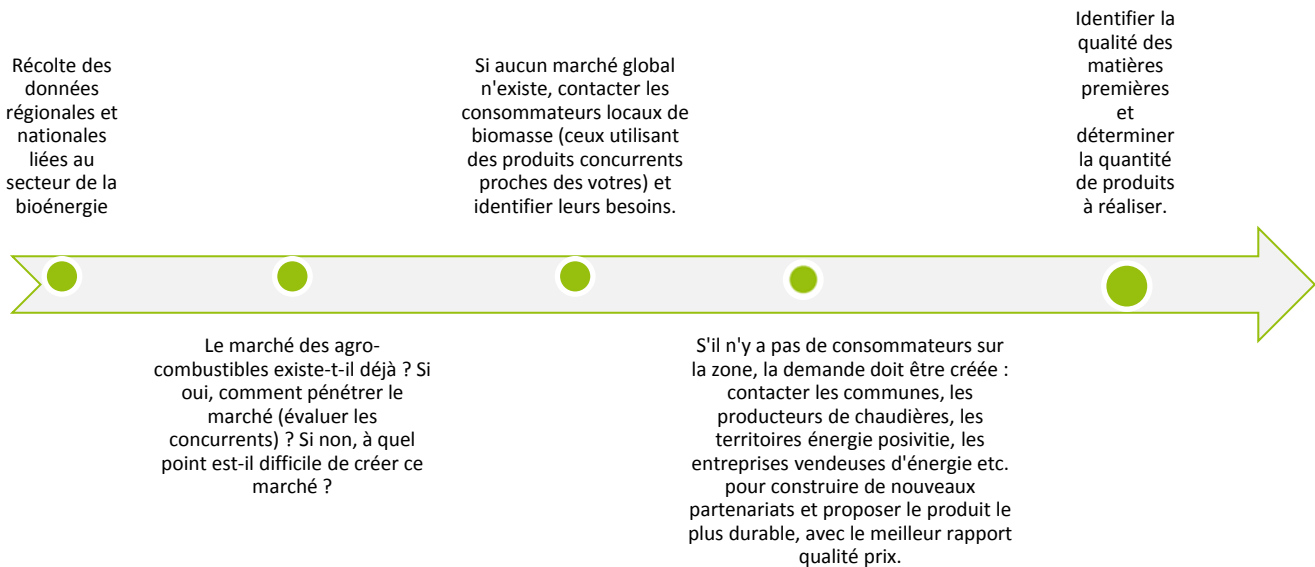 Récolte des
données
régionales et
nationales
liées au
secteur de la
bioénergie
Le marché des agro-
combustibles existe-t-il déjà ? Si
oui, comment pénétrer le
marché (évaluer les
concurrents) ? Si non, à quel
point est-il difficile de créer ce
marché ?
Si aucun marché global
n'existe, contacter les
consommateurs locaux de
biomasse (ceux utilisant
des produits concurrents
proches des votres) et
identifier leurs besoins.
S'il n'y a pas de consommateurs sur
la zone, la demande doit être créée :
contacter les communes, les
producteurs de chaudières, les
territoires énergie posivitie, les
entreprises vendeuses d'énergie etc.
pour construire de nouveaux
partenariats et proposer le produit le
plus durable, avec le meilleur rapport
qualité prix.
Identifier la
qualité des
matières
premières
et
déterminer
la quantité
de produits
à réaliser.